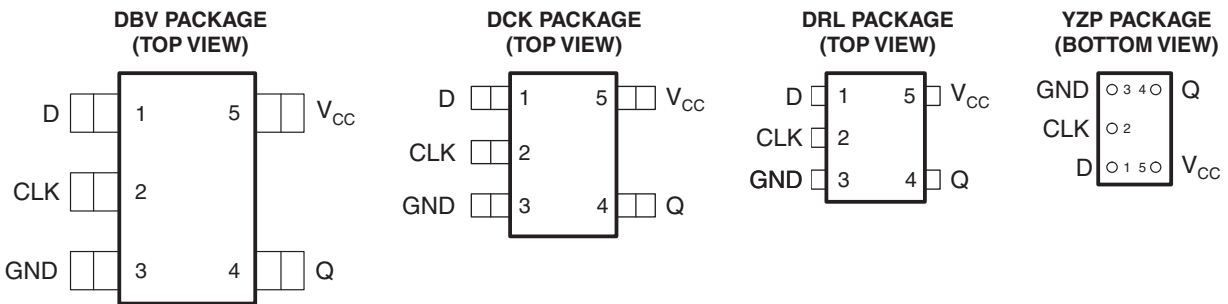 DBV PACKAGE
(TOP VIEW)
D 1 5 VCC
CLK 2
GND 3 4 Q
DCK PACKAGE
(TOP VIEW)
D 1 5 VCC
CLK 2
GND 3 4 Q
DRL PACKAGE
(TOP VIEW)
D 1 5 VCC
CLK 2
GND 3 4 Q
YZP PACKAGE
(BOTTOM VIEW)
GND 3 4 Q
CLK 2
D 1 5 VCC